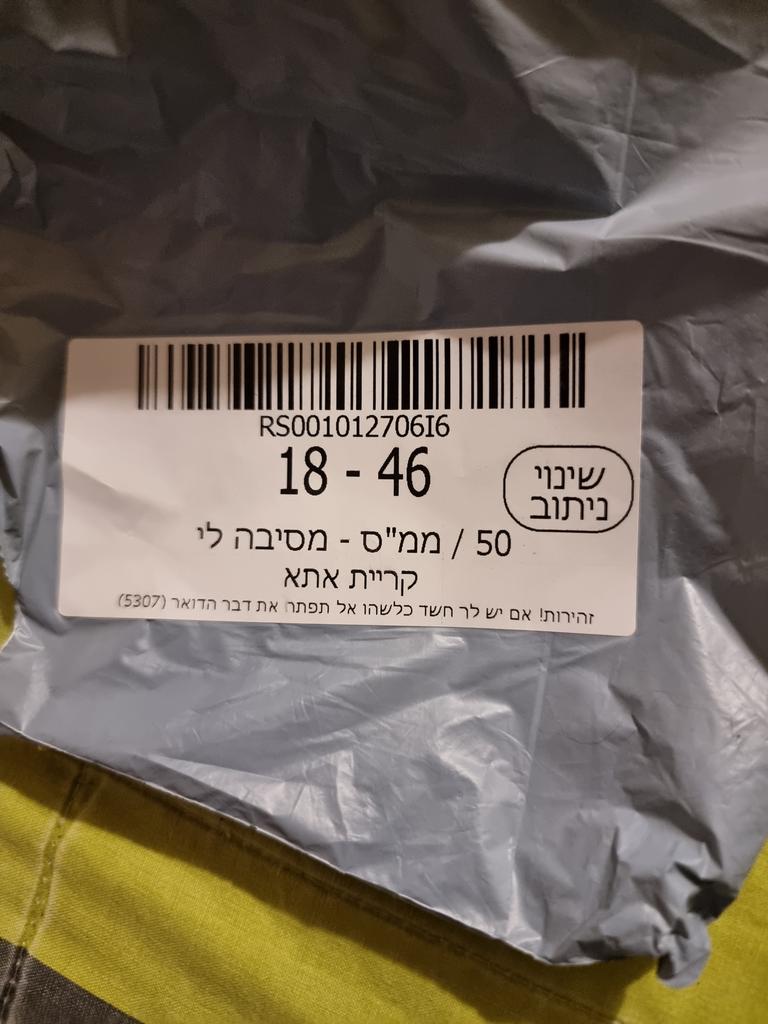 RS001012706I6
18 - 46
שינוי
ניתוב
50 / ממ"ס - מסיבה לי
קריית אתא
זהירות! אם יש לך חשד כלשהו אל תפתח את דבר הדואר (5307)